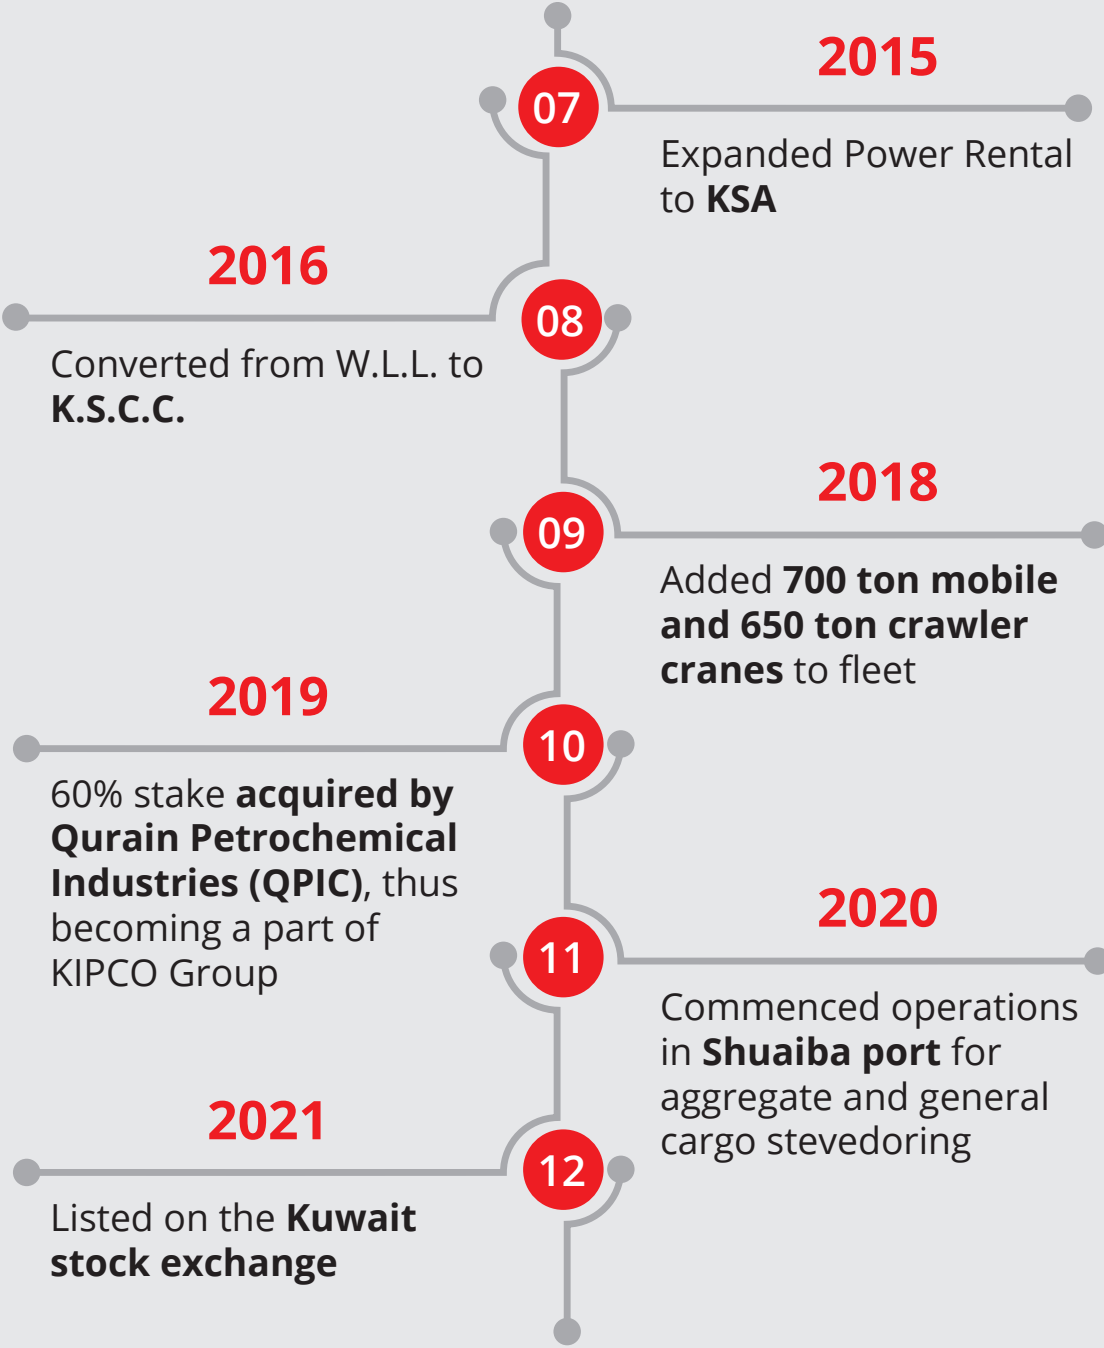 07
2015
Expanded Power Rental
to KSA
2016
08
Converted from W.L.L. to
K.S.C.C.
2018
09
Added 700 ton mobile
and 650 ton crawler
cranes to fleet
2019
10
60% stake acquired by
Qurain Petrochemical
Industries (QPIC), thus
becoming a part of
KIPCO Group
2020
11
Commenced operations
in Shuaiba port for
aggregate and general
cargo stevedoring
2021
12
Listed on the Kuwait
stock exchange